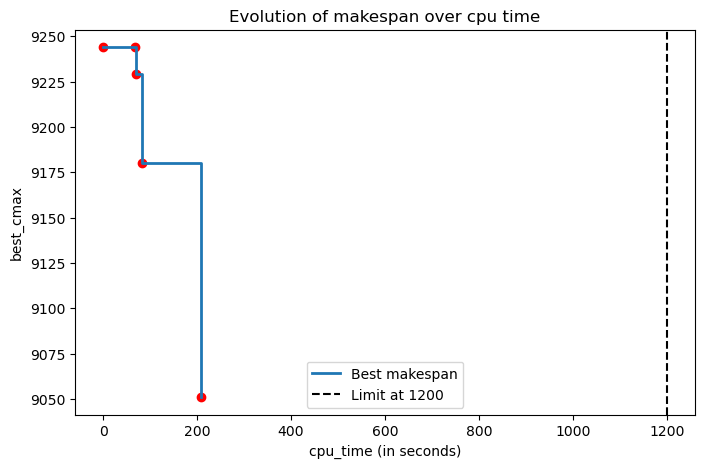 Evolution of makespan over cpu time
9250
9225
9200
9175
9150
9125
9100
9075
9050
best_cmax
Best makespan
Limit at 1200
0 200 400 600 800 1000 1200
cpu_time (in seconds)